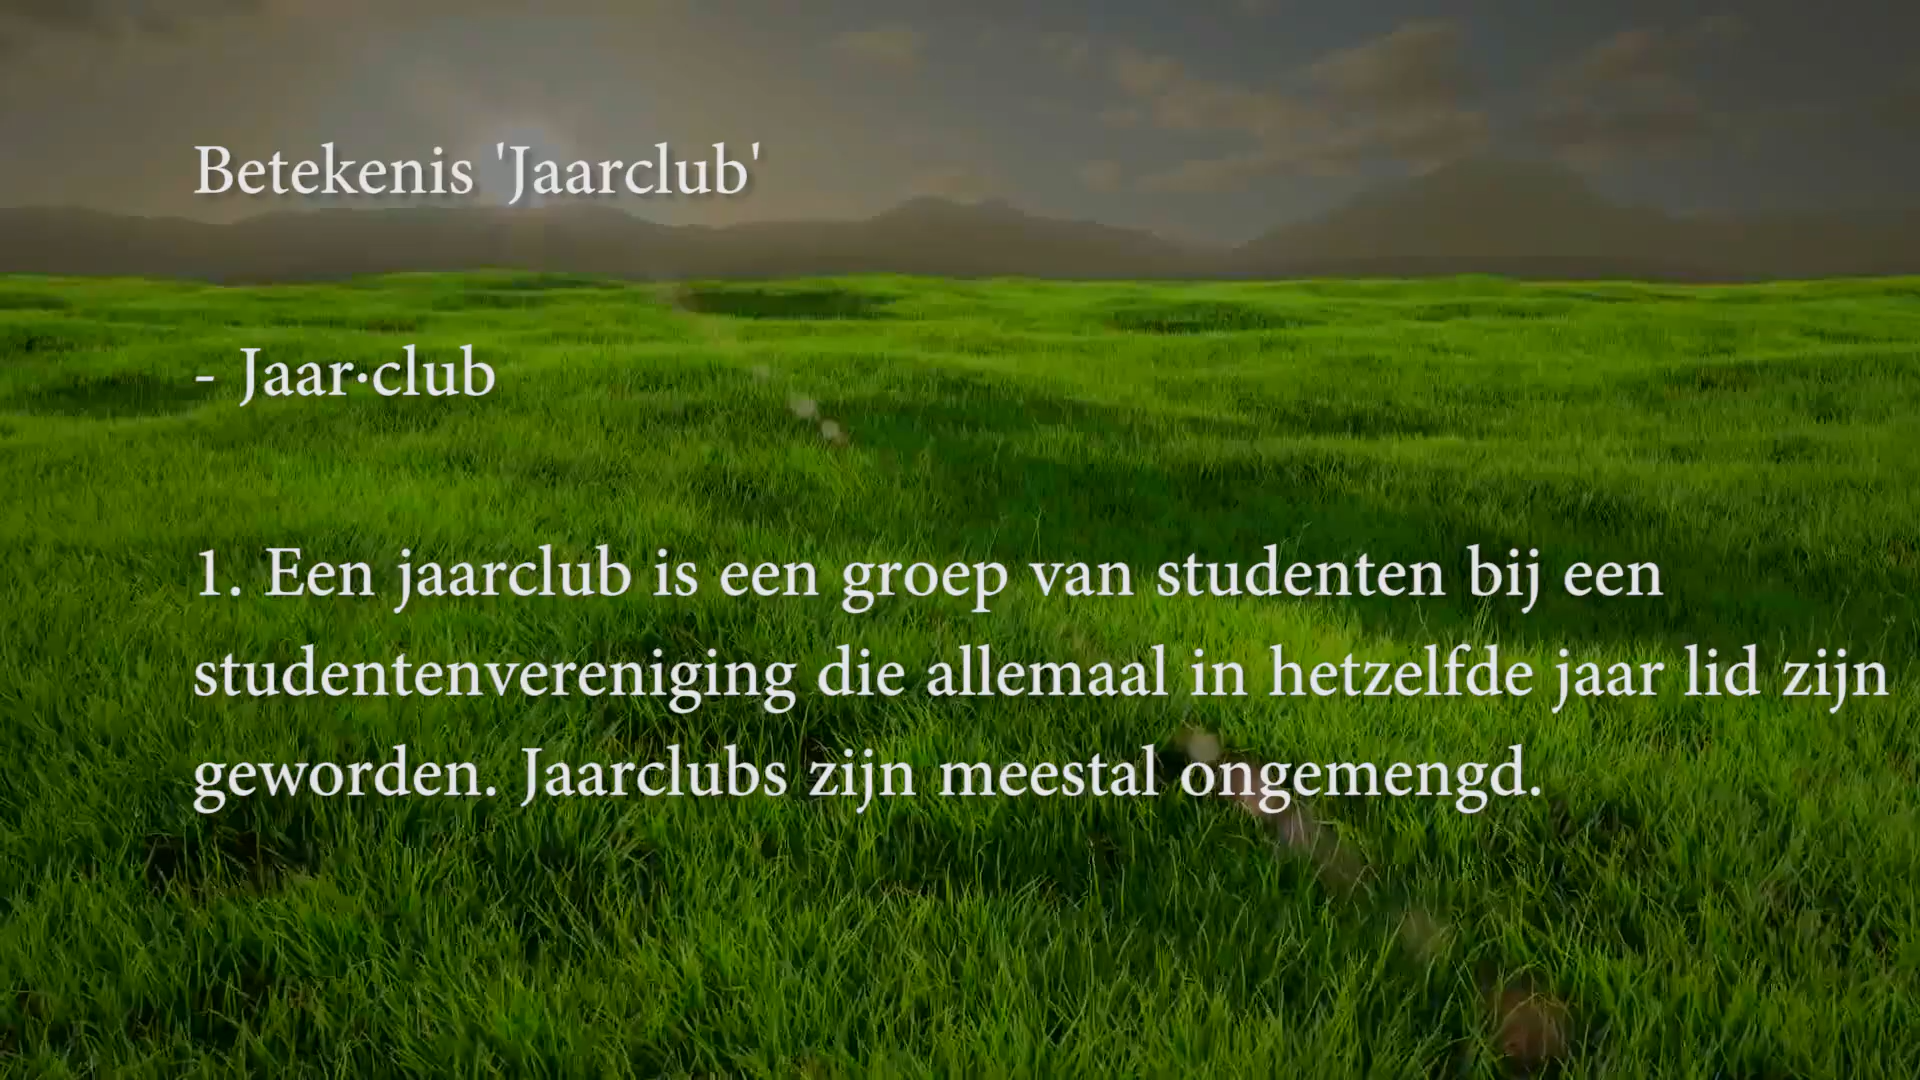 Betekenis 'Jaarclub'
- Jaar·club
1. Een jaarclub is een groep van studenten bij een
studentenvereniging die allemaal in hetzelfde jaar lid zijn
geworden. Jaarclubs zijn meestal ongemengd.